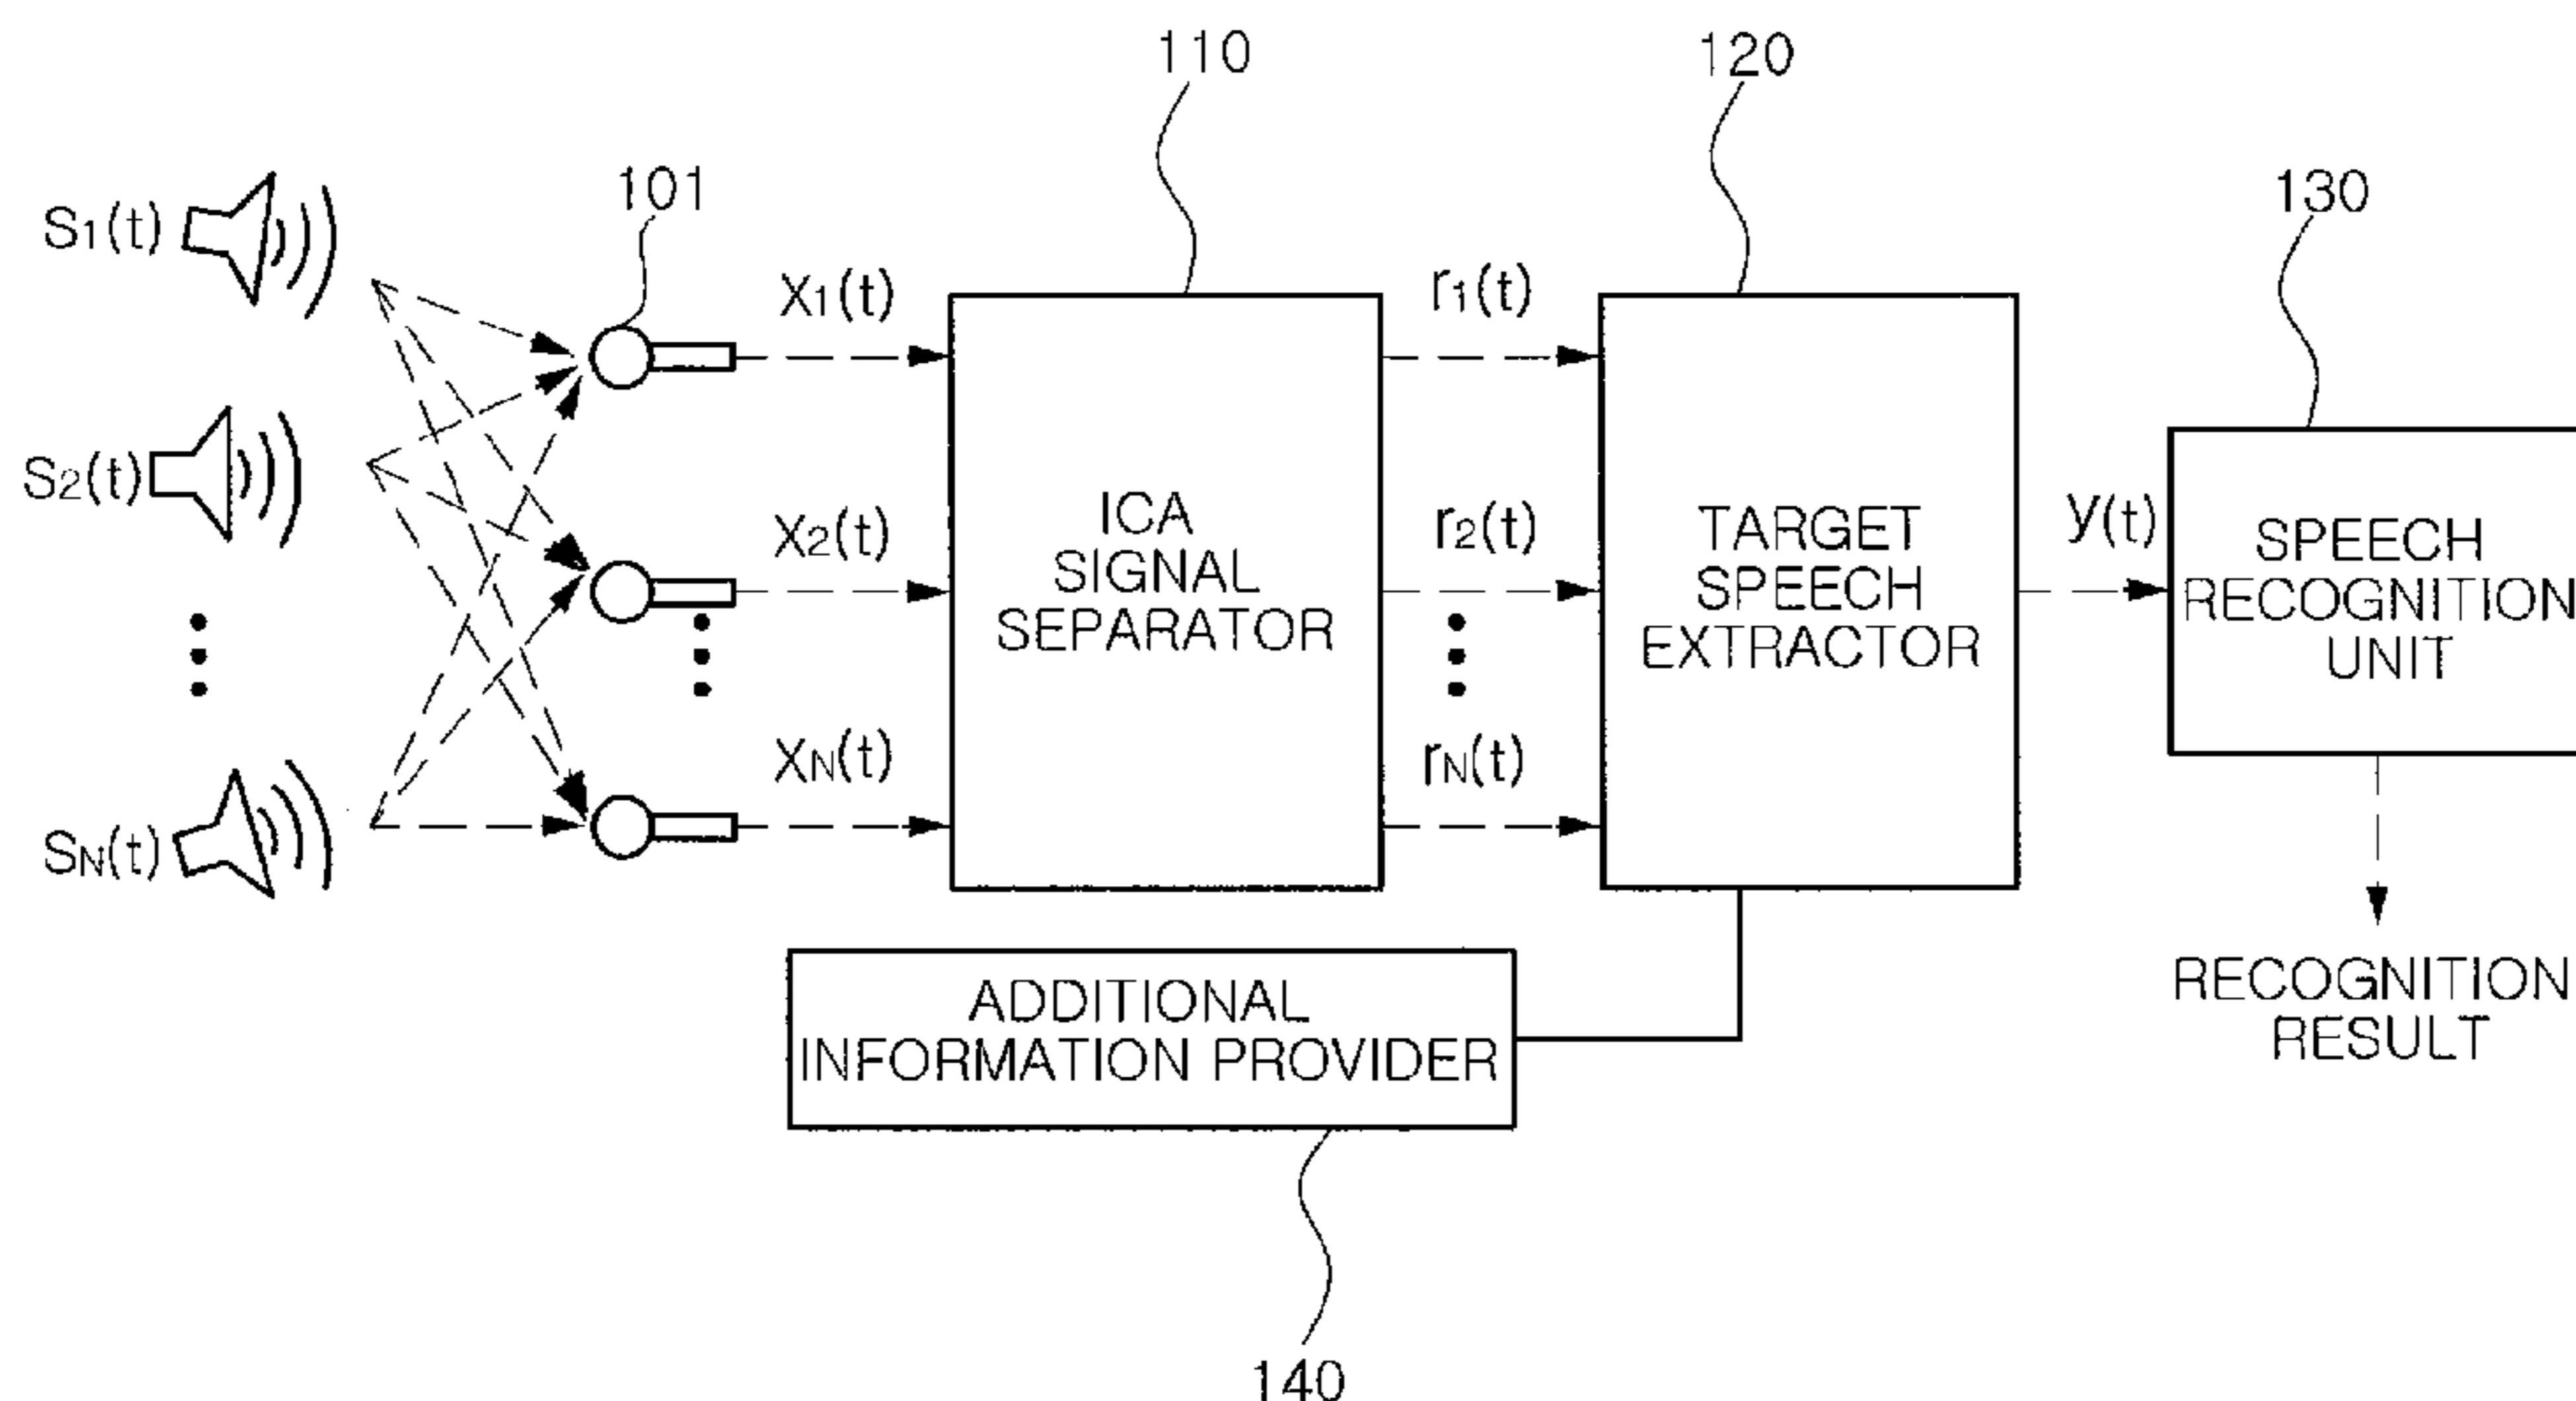 110
120
101
130
S1(t)
X1(t)
r1(t)
S2(t)
X2(t)
r2(t)
y(t)
ICA
SIGNAL
SEPARATOR
TARGET
SPEECH
EXTRACTOR
SPEECH
RECOGNITION
UNIT
SN(t)
XN(t)
rN(t)
ADDITIONAL
INFORMATION PROVIDER
RECOGNITION
RESULT
140